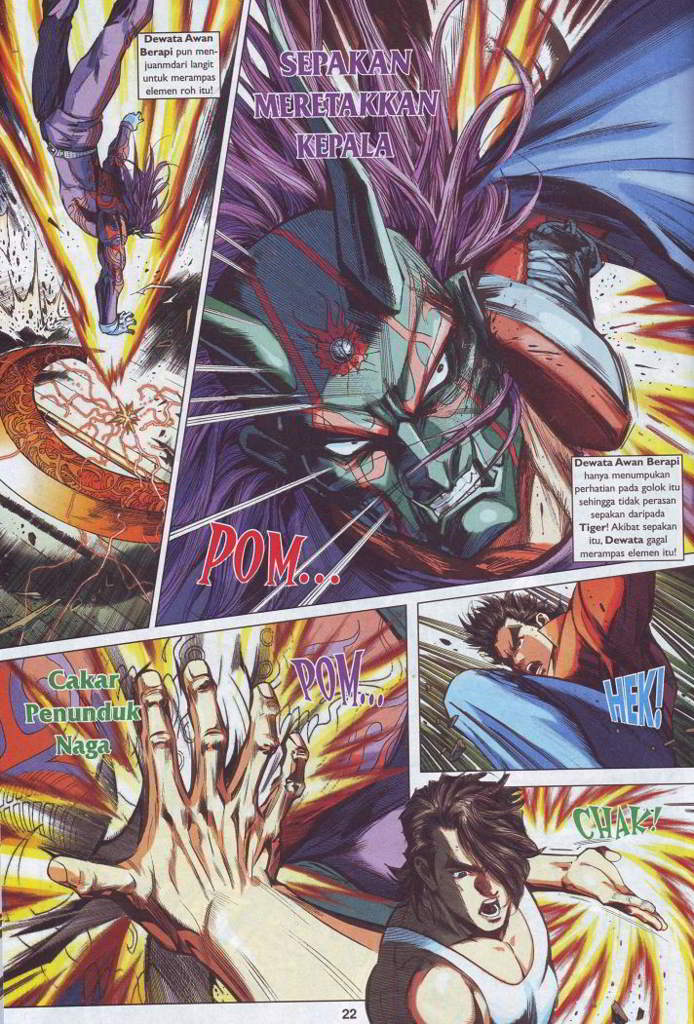 Dewata Awan
Berapi pun men-
juanmdari langit
untuk merampas
elemen roh itu!
SEPAKAN
MERETAKKAN
KEPALA
Dewata Awan Berapi
hanya menumpukan
perhatian pada golok itu
sehingga tidak perasan
sepakan daripada
Tiger! Akibat sepakan
itu, Dewata gagal
merampas elemen itu!
POM...
Cakar
Penunduk
Naga
POM...
HEK!
CHAK!
22